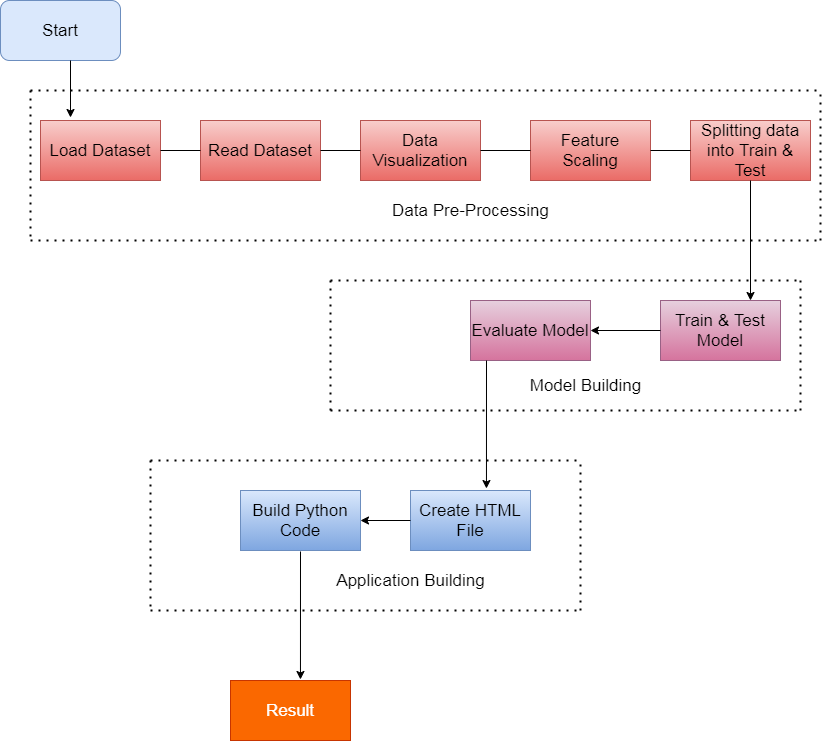 Start
Load Dataset
Read Dataset
Data
Visualization
Feature
Scaling
Splitting data
into Train &
Test
Data Pre-Processing
Evaluate Model
Train & Test
Model
Model Building
Build Python
Code
Create HTML
File
Application Building
Result